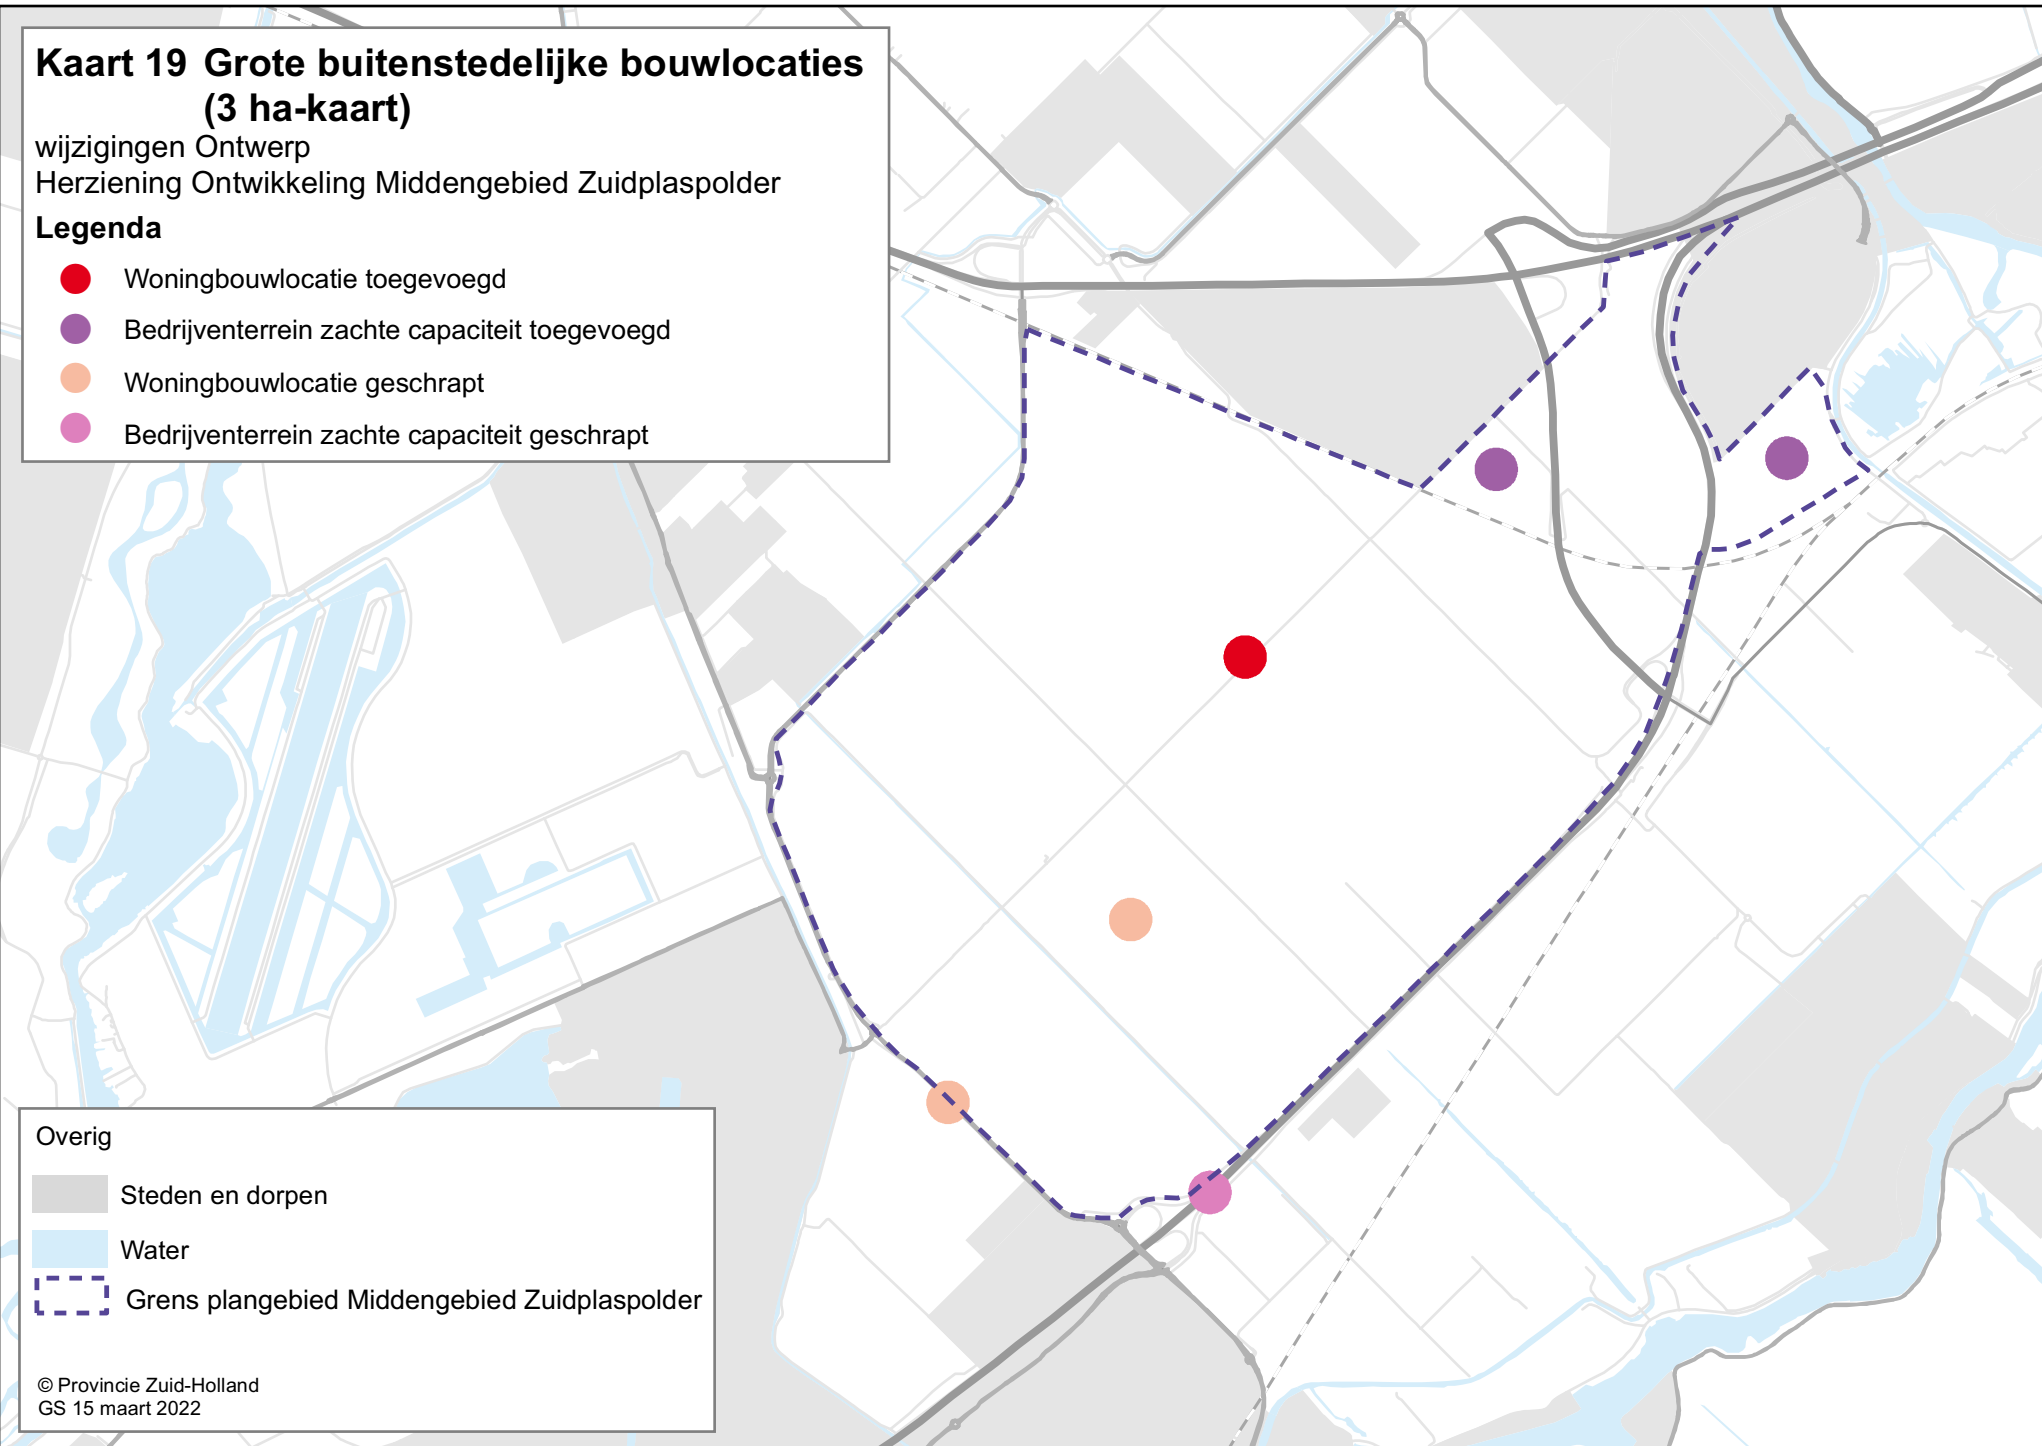 Kaart 19 Grote buitenstedelijke bouwlocaties
(3 ha-kaart)
wijzigingen Ontwerp
Herziening Ontwikkeling Middengebied Zuidplaspolder
Legenda
Woningbouwlocatie toegevoegd
Bedrijventerrein zachte capaciteit toegevoegd
Woningbouwlocatie geschrapt
Bedrijventerrein zachte capaciteit geschrapt
Overig
Steden en dorpen
Water
Grens plangebied Middengebied Zuidplaspolder
© Provincie Zuid-Holland
GS 15 maart 2022